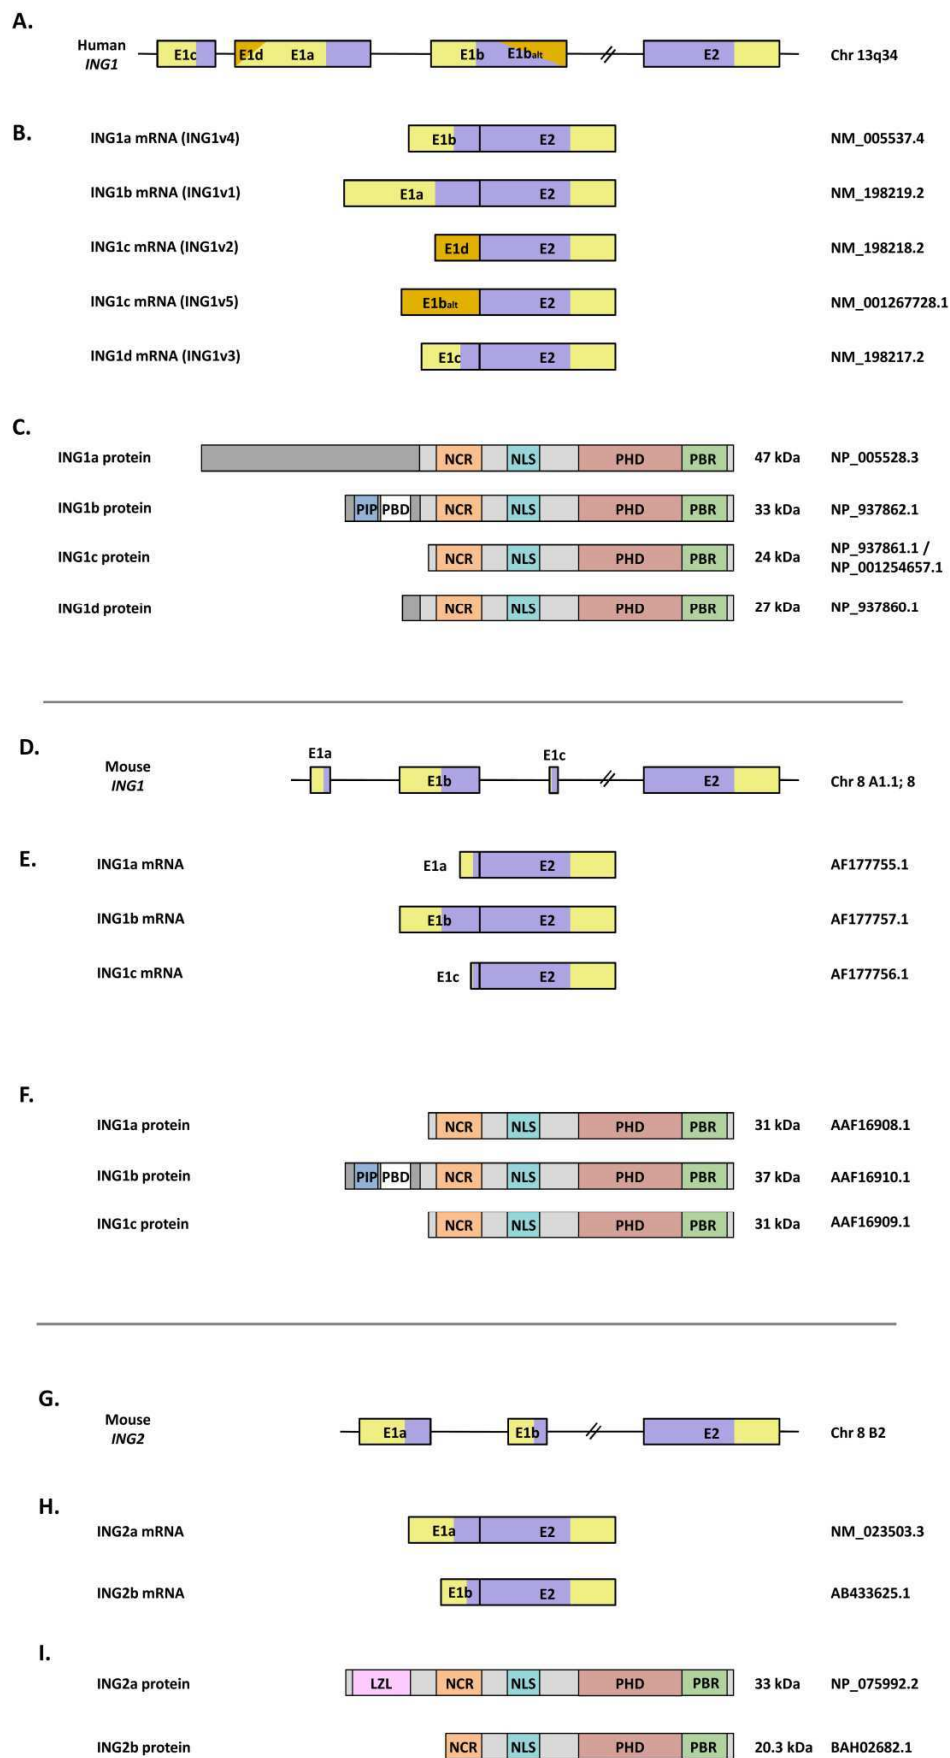 A.
Human
ING1
E1c E1d E1a E1b E1balt E2 Chr 13q34
B.
ING1a mRNA (ING1v4) E1b E2 NM_005537.4
ING1b mRNA (ING1v1) E1a E2 NM_198219.2
ING1c mRNA (ING1v2) E1d E2 NM_198218.2
ING1c mRNA (ING1v5) E1balt E2 NM_001267728.1
ING1d mRNA (ING1v3) E1c E2 NM_198217.2
C.
ING1a protein NCR NLS PHD PBR 47 kDa NP_005528.3
ING1b protein PIP PBD NCR NLS PHD PBR 33 kDa NP_937862.1
ING1c protein NCR NLS PHD PBR 24 kDa NP_937861.1 /
NP_001254657.1
ING1d protein NCR NLS PHD PBR 27 kDa NP_937860.1
D.
Mouse
ING1
E1a E1b E1c E2 Chr 8 A1.1; 8
E.
ING1a mRNA E1a E2 AF177755.1
ING1b mRNA E1b E2 AF177757.1
ING1c mRNA E1c E2 AF177756.1
F.
ING1a protein NCR NLS PHD PBR 31 kDa AAF16908.1
ING1b protein PIP PBD NCR NLS PHD PBR 37 kDa AAF16910.1
ING1c protein NCR NLS PHD PBR 31 kDa AAF16909.1
G.
Mouse
ING2
E1a E1b E2 Chr 8 B2
H.
ING2a mRNA E1a E2 NM_023503.3
ING2b mRNA E1b E2 AB433625.1
I.
ING2a protein LZL NCR NLS PHD PBR 33 kDa NP_075992.2
ING2b protein NCR NLS PHD PBR 20.3 kDa BAH02682.1